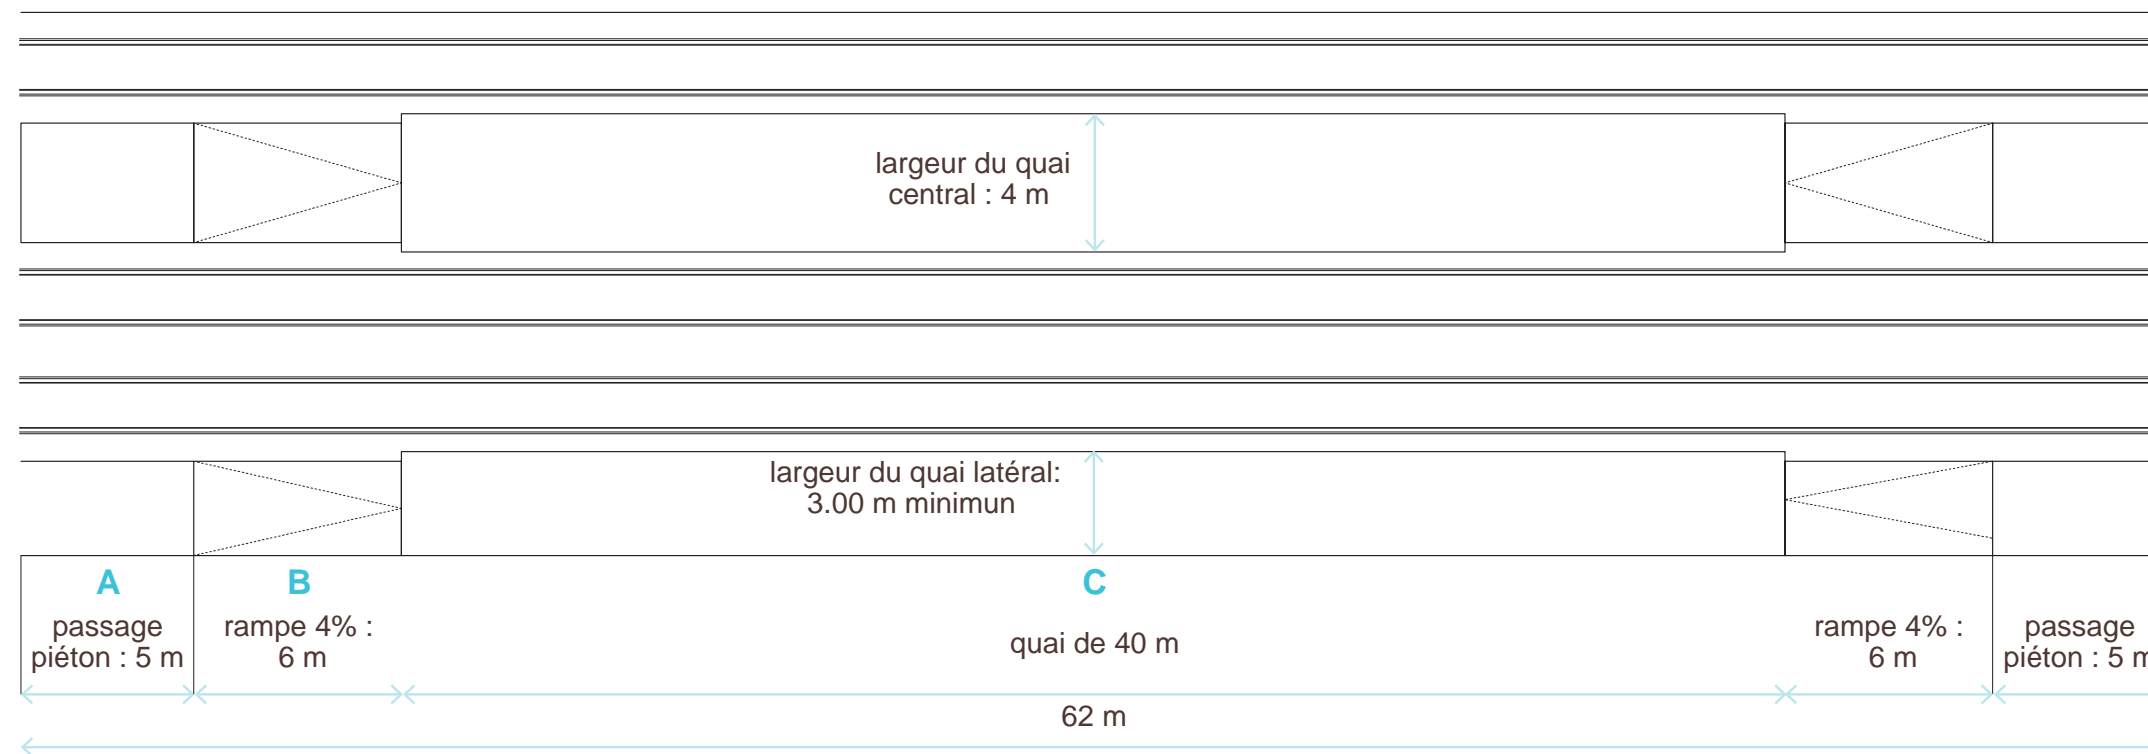 largeur du quai
central : 4 m
largeur du quai latéral:
3.00 m minimun
A
B
C
passage
piéton : 5 m
rampe 4% :
6 m
quai de 40 m
rampe 4% :
6 m
passage
piéton : 5 m
62 m